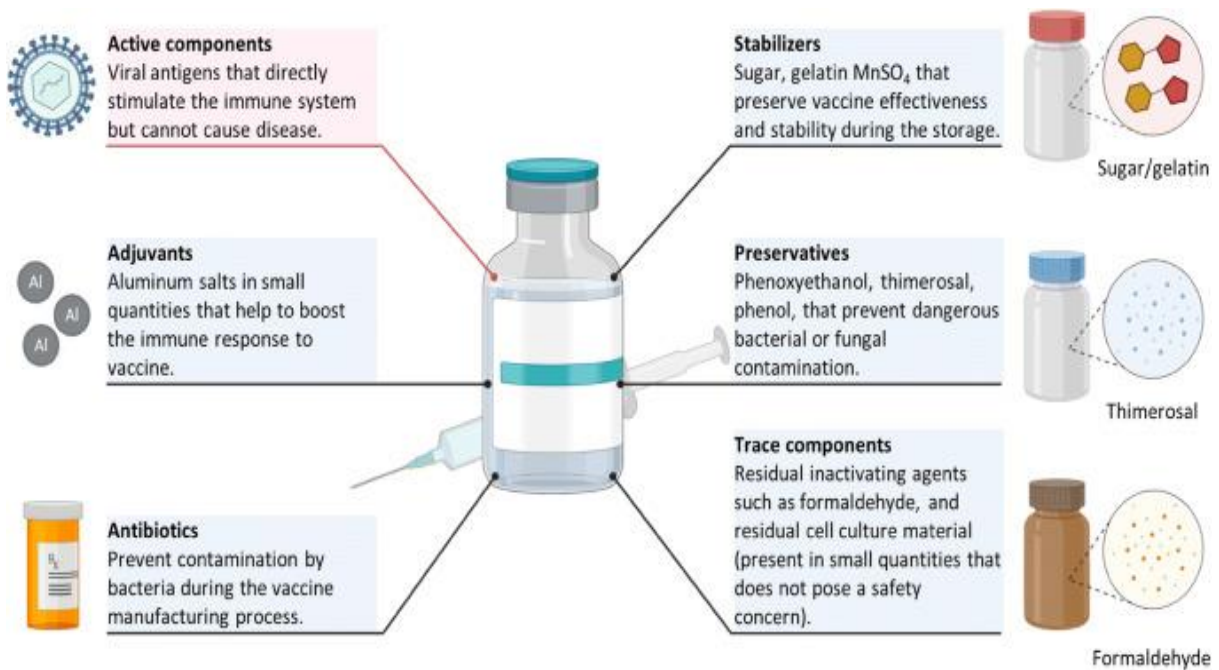 Active components
Viral antigens that directly
stimulate the immune system
but cannot cause disease.
Adjuvants
Aluminum salts in small
quantities that help to boost
the immune response to
vaccine.
Al
Al
Al
Antibiotics
Prevent contamination by
bacteria during the vaccine
manufacturing process.
Stabilizers
Sugar, gelatin MnSO₄ that
preserve vaccine effectiveness
and stability during the storage.
Sugar/gelatin
Preservatives
Phenoxyethanol, thimerosal,
phenol, that prevent dangerous
bacterial or fungal
contamination.
Thimerosal
Trace components
Residual inactivating agents
such as formaldehyde, and
residual cell culture material
(present in small quantities that
does not pose a safety
concern).
Formaldehyde